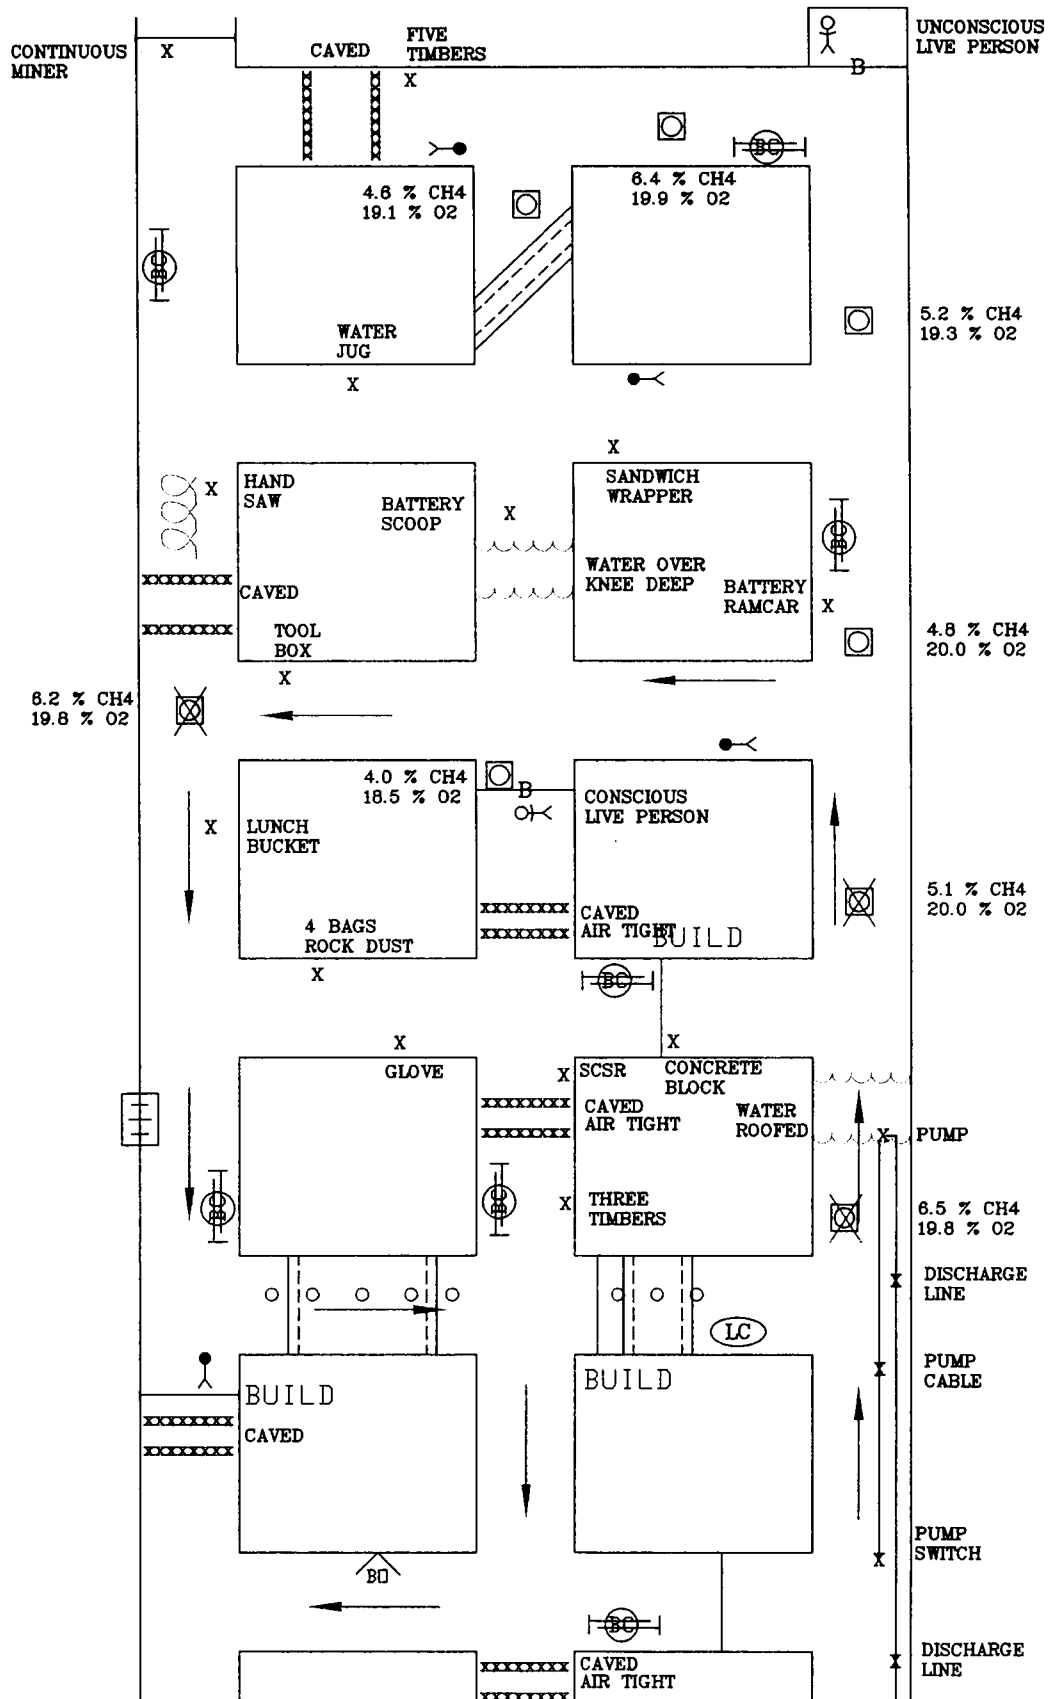 CONTINUOUS
MINER
X
CAVED
FIVE
TIMBERS
X
UNCONSCIOUS
LIVE PERSON
B
BC
4.6 % CH4
19.1 % O2
6.4 % CH4
19.9 % O2
BC
5.2 % CH4
19.3 % O2
WATER
JUG
X
X
HAND
SAW
X
BATTERY
SCOOP
X
SANDWICH
WRAPPER
BC
WATER OVER
KNEE DEEP
BATTERY
RAMCAR
X
CAVED
TOOL
BOX
X
4.8 % CH4
20.0 % O2
6.2 % CH4
19.8 % O2
4.0 % CH4
18.5 % O2
B
CONSCIOUS
LIVE PERSON
X
LUNCH
BUCKET
5.1 % CH4
20.0 % O2
4 BAGS
ROCK DUST
X
CAVED
AIR TIGHT
BUILD
BC
X
GLOVE
X
SCSR
X
CONCRETE
BLOCK
CAVED
AIR TIGHT
WATER
ROOFED
X
PUMP
BC
BC
X
THREE
TIMBERS
6.5 % CH4
19.8 % O2
X
DISCHARGE
LINE
LC
BUILD
BUILD
X
PUMP
CABLE
CAVED
X
PUMP
SWITCH
BO
BC
CAVED
AIR TIGHT
X
DISCHARGE
LINE